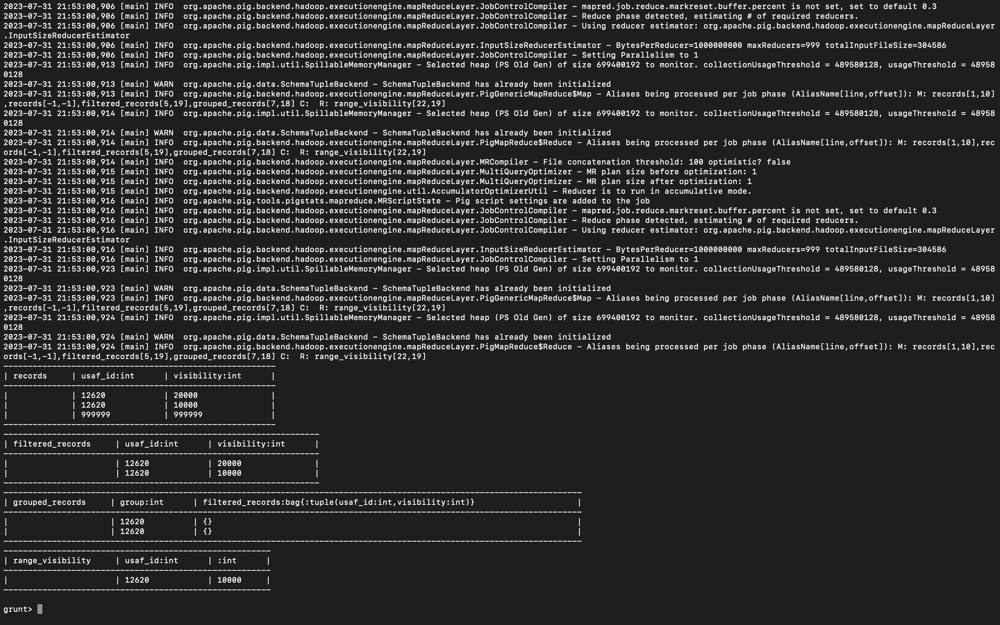 2023-07-31 21:53:00,906 [main] INFO  org.apache.pig.backend.hadoop.executionengine.mapReduceLayer.JobControlCompiler - mapred.job.reduce.markreset.buffer.percent is not set, set to default 0.3
2023-07-31 21:53:00,906 [main] INFO  org.apache.pig.backend.hadoop.executionengine.mapReduceLayer.JobControlCompiler - Reduce phase detected, estimating # of required reducers.
2023-07-31 21:53:00,906 [main] INFO  org.apache.pig.backend.hadoop.executionengine.mapReduceLayer.JobControlCompiler - Using reducer estimator: org.apache.pig.backend.hadoop.executionengine.mapReduceLayer
.InputSizeReducerEstimator
2023-07-31 21:53:00,906 [main] INFO  org.apache.pig.backend.hadoop.executionengine.mapReduceLayer.InputSizeReducerEstimator - BytesPerReducer=1000000000 maxReducers=999 totalInputFileSize=304586
2023-07-31 21:53:00,906 [main] INFO  org.apache.pig.backend.hadoop.executionengine.mapReduceLayer.JobControlCompiler - Setting Parallelism to 1
2023-07-31 21:53:00,913 [main] INFO  org.apache.pig.impl.util.SpillableMemoryManager - Selected heap (PS Old Gen) of size 699400192 to monitor. collectionUsageThreshold = 489580128, usageThreshold = 48958
0128
2023-07-31 21:53:00,913 [main] WARN  org.apache.pig.data.SchemaTupleBackend - SchemaTupleBackend has already been initialized
2023-07-31 21:53:00,913 [main] INFO  org.apache.pig.backend.hadoop.executionengine.mapReduceLayer.PigGenericMapReduce$Map - Aliases being processed per job phase (AliasName[line,offset]): M: records[1,10]
,records[-1,-1],filtered_records[5,19],grouped_records[7,18] C:  R: range_visibility[22,19]
2023-07-31 21:53:00,914 [main] INFO  org.apache.pig.impl.util.SpillableMemoryManager - Selected heap (PS Old Gen) of size 699400192 to monitor. collectionUsageThreshold = 489580128, usageThreshold = 48958
0128
2023-07-31 21:53:00,914 [main] WARN  org.apache.pig.data.SchemaTupleBackend - SchemaTupleBackend has already been initialized
2023-07-31 21:53:00,914 [main] INFO  org.apache.pig.backend.hadoop.executionengine.mapReduceLayer.PigMapReduce$Reduce - Aliases being processed per job phase (AliasName[line,offset]): M: records[1,10],rec
ords[-1,-1],filtered_records[5,19],grouped_records[7,18] C:  R: range_visibility[22,19]
2023-07-31 21:53:00,914 [main] INFO  org.apache.pig.backend.hadoop.executionengine.mapReduceLayer.MRCompiler - File concatenation threshold: 100 optimistic? false
2023-07-31 21:53:00,915 [main] INFO  org.apache.pig.backend.hadoop.executionengine.mapReduceLayer.MultiQueryOptimizer - MR plan size before optimization: 1
2023-07-31 21:53:00,915 [main] INFO  org.apache.pig.backend.hadoop.executionengine.mapReduceLayer.MultiQueryOptimizer - MR plan size after optimization: 1
2023-07-31 21:53:00,915 [main] INFO  org.apache.pig.backend.hadoop.executionengine.util.AccumulatorOptimizerUtil - Reducer is to run in accumulative mode.
2023-07-31 21:53:00,916 [main] INFO  org.apache.pig.tools.pigstats.mapreduce.MRScriptState - Pig script settings are added to the job
2023-07-31 21:53:00,916 [main] INFO  org.apache.pig.backend.hadoop.executionengine.mapReduceLayer.JobControlCompiler - mapred.job.reduce.markreset.buffer.percent is not set, set to default 0.3
2023-07-31 21:53:00,916 [main] INFO  org.apache.pig.backend.hadoop.executionengine.mapReduceLayer.JobControlCompiler - Reduce phase detected, estimating # of required reducers.
2023-07-31 21:53:00,916 [main] INFO  org.apache.pig.backend.hadoop.executionengine.mapReduceLayer.JobControlCompiler - Using reducer estimator: org.apache.pig.backend.hadoop.executionengine.mapReduceLayer
.InputSizeReducerEstimator
2023-07-31 21:53:00,916 [main] INFO  org.apache.pig.backend.hadoop.executionengine.mapReduceLayer.InputSizeReducerEstimator - BytesPerReducer=1000000000 maxReducers=999 totalInputFileSize=304586
2023-07-31 21:53:00,916 [main] INFO  org.apache.pig.backend.hadoop.executionengine.mapReduceLayer.JobControlCompiler - Setting Parallelism to 1
2023-07-31 21:53:00,923 [main] INFO  org.apache.pig.impl.util.SpillableMemoryManager - Selected heap (PS Old Gen) of size 699400192 to monitor. collectionUsageThreshold = 489580128, usageThreshold = 48958
0128
2023-07-31 21:53:00,923 [main] WARN  org.apache.pig.data.SchemaTupleBackend - SchemaTupleBackend has already been initialized
2023-07-31 21:53:00,923 [main] INFO  org.apache.pig.backend.hadoop.executionengine.mapReduceLayer.PigGenericMapReduce$Map - Aliases being processed per job phase (AliasName[line,offset]): M: records[1,10]
,records[-1,-1],filtered_records[5,19],grouped_records[7,18] C:  R: range_visibility[22,19]
2023-07-31 21:53:00,924 [main] INFO  org.apache.pig.impl.util.SpillableMemoryManager - Selected heap (PS Old Gen) of size 699400192 to monitor. collectionUsageThreshold = 489580128, usageThreshold = 48958
0128
2023-07-31 21:53:00,924 [main] WARN  org.apache.pig.data.SchemaTupleBackend - SchemaTupleBackend has already been initialized
2023-07-31 21:53:00,924 [main] INFO  org.apache.pig.backend.hadoop.executionengine.mapReduceLayer.PigMapReduce$Reduce - Aliases being processed per job phase (AliasName[line,offset]): M: records[1,10],rec
ords[-1,-1],filtered_records[5,19],grouped_records[7,18] C:  R: range_visibility[22,19]
--------------------------------------------------------
| records     | usaf_id:int      | visibility:int      |
--------------------------------------------------------
|             | 12620            | 20000               |
|             | 12620            | 10000               |
|             | 999999           | 999999              |
--------------------------------------------------------
-----------------------------------------------------------------
| filtered_records     | usaf_id:int      | visibility:int      |
-----------------------------------------------------------------
|                      | 12620            | 20000               |
|                      | 12620            | 10000               |
-----------------------------------------------------------------
-----------------------------------------------------------------------------------------------------------------------
| grouped_records     | group:int      | filtered_records:bag{:tuple(usaf_id:int,visibility:int)}                     |
-----------------------------------------------------------------------------------------------------------------------
|                     | 12620          | {}                                                                           |
|                     | 12620          | {}                                                                           |
-----------------------------------------------------------------------------------------------------------------------
-------------------------------------------------------
| range_visibility     | usaf_id:int      | :int      |
-------------------------------------------------------
|                      | 12620            | 10000     |
-------------------------------------------------------
grunt>